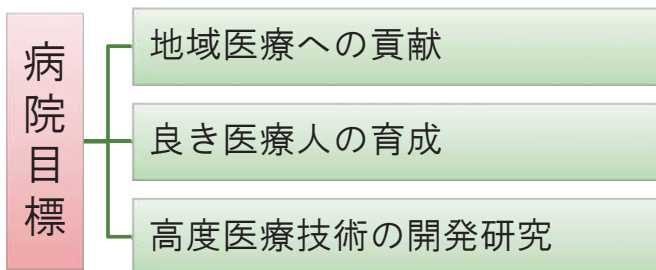 病院目標
地域医療への貢献
良き医療人の育成
高度医療技術の開発研究